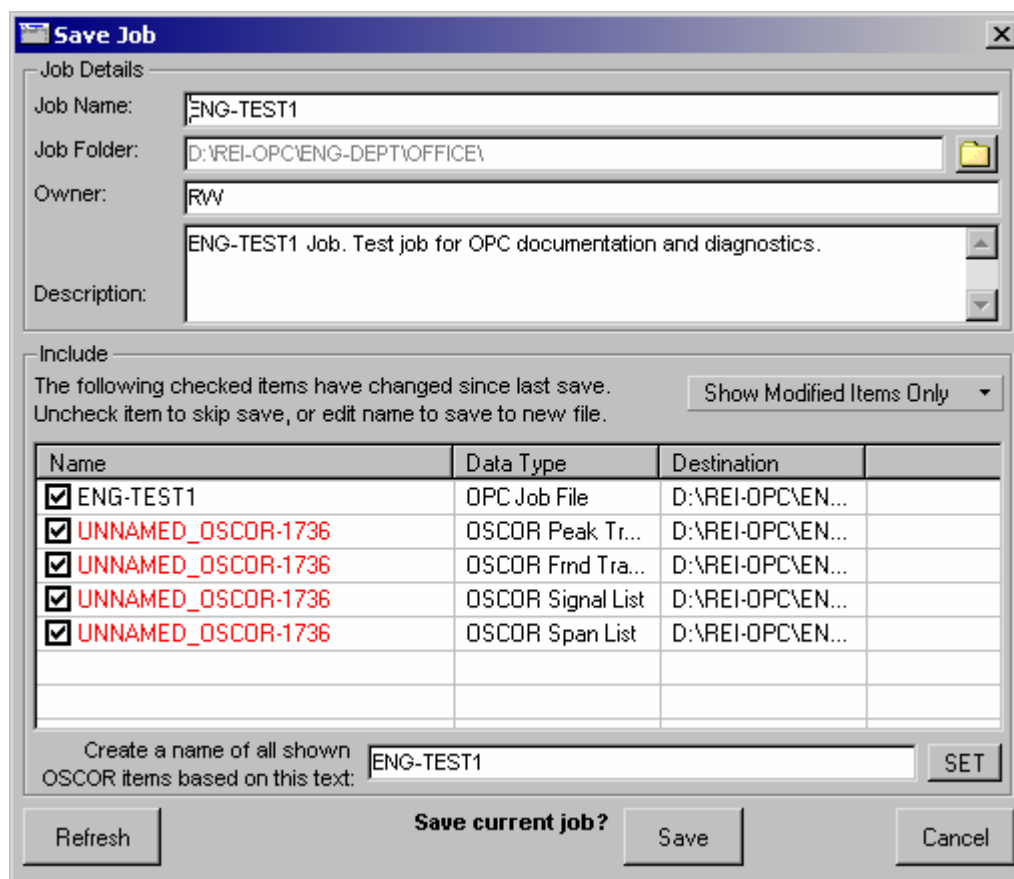 Save Job
Job Details
Job Name: ENG-TEST1
Job Folder: D:\REI-OPC\ENG-DEPT\OFFICE\
Owner: RW
Description: ENG-TEST1 Job. Test job for OPC documentation and diagnostics.
Include
The following checked items have changed since last save.
Uncheck item to skip save, or edit name to save to new file.
Show Modified Items Only
Name Data Type Destination
ENG-TEST1 OPC Job File D:\REI-OPC\EN...
UNNAMED_OSCOR-1736 OSCOR Peak Tr... D:\REI-OPC\EN...
UNNAMED_OSCOR-1736 OSCOR Frnd Tra... D:\REI-OPC\EN...
UNNAMED_OSCOR-1736 OSCOR Signal List D:\REI-OPC\EN...
UNNAMED_OSCOR-1736 OSCOR Span List D:\REI-OPC\EN...
Create a name of all shown
OSCOR items based on this text: ENG-TEST1 SET
Refresh Save current job? Save Cancel